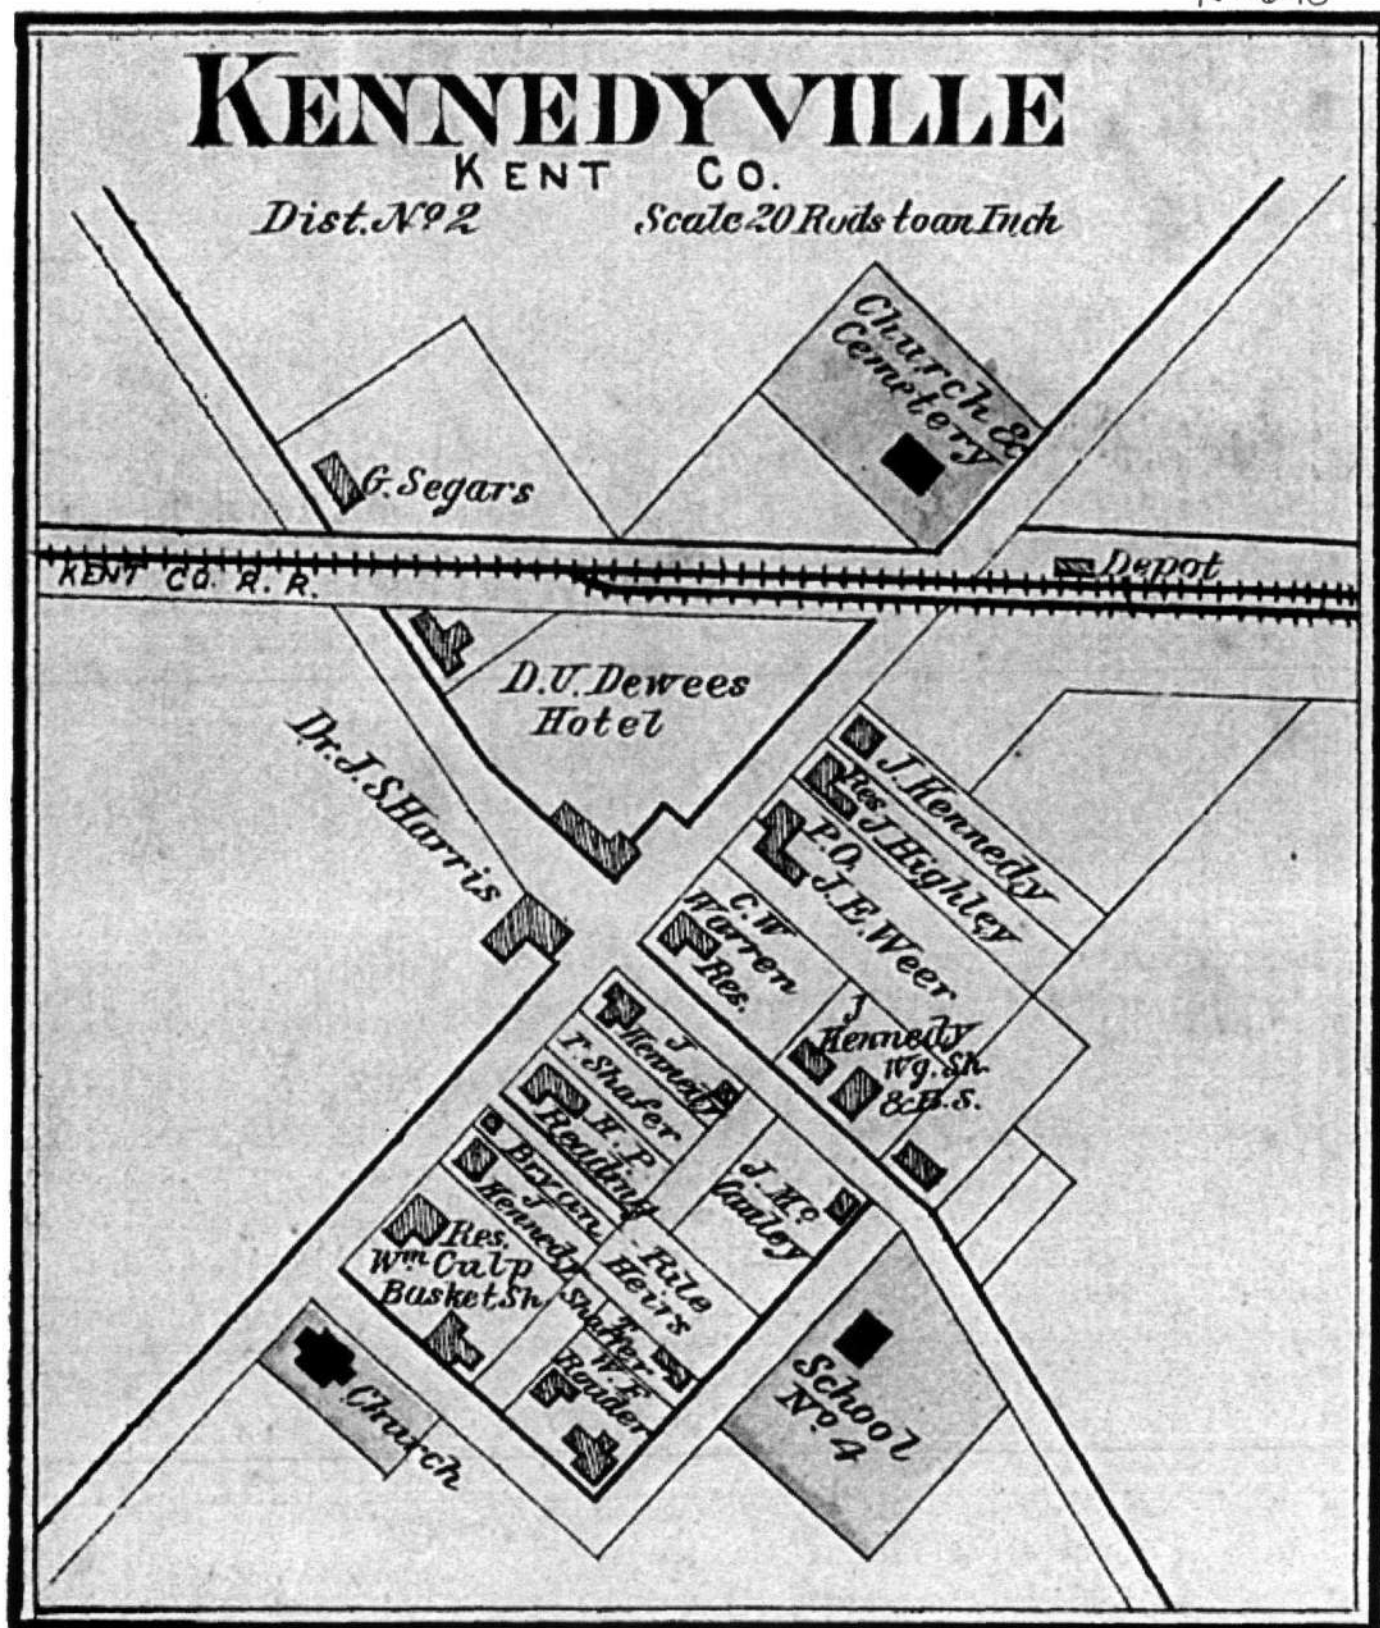 KENNEDYVILLE
KENT CO.
Dist. No 2 Scale 20 Rods to an Inch
Church &
Cemetery
G. Segars
Depot
KENT CO. R. R.
D. U. Dewees
Hotel
Dr. J. S. Harris
J. Kennedy
Res.
J. Highley
P. O.
J. E. Weer
C. W
Warren
Res.
J
Kennedy
Wg. Sh.
& B. S.
J
Kennedy
T. Shafer
H. P.
Reading
Bryan
J
Kennedy
J. Mc
Cauley
Rile
Heirs
Res.
Wm Culp
Basket Sh.
T.
Shaffer
W. F.
Rouder
School
No. 4
Church